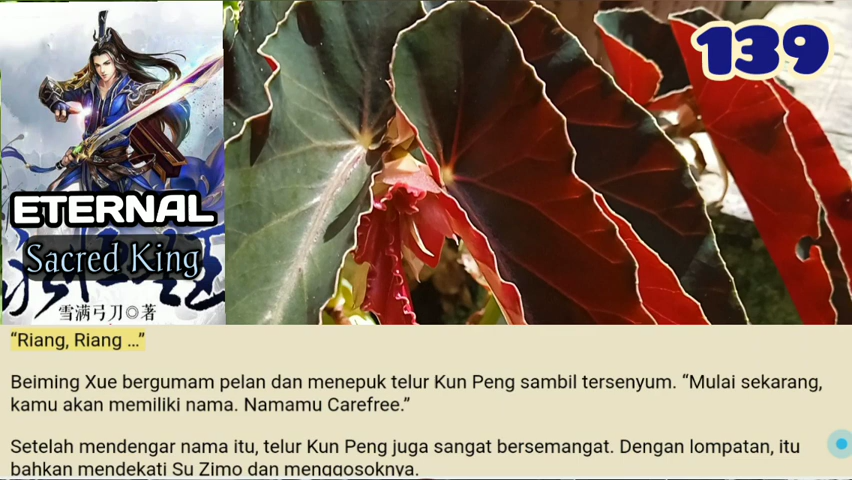 139
ETERNAL
Sacred King
雪满弓刀◎著
“Riang, Riang ...”
Beiming Xue bergumam pelan dan menepuk telur Kun Peng sambil tersenyum. “Mulai sekarang,
kamu akan memiliki nama. Namamu Carefree.”
Setelah mendengar nama itu, telur Kun Peng juga sangat bersemangat. Dengan lompatan, itu
bahkan mendekati Su Zimo dan menggosoknya.